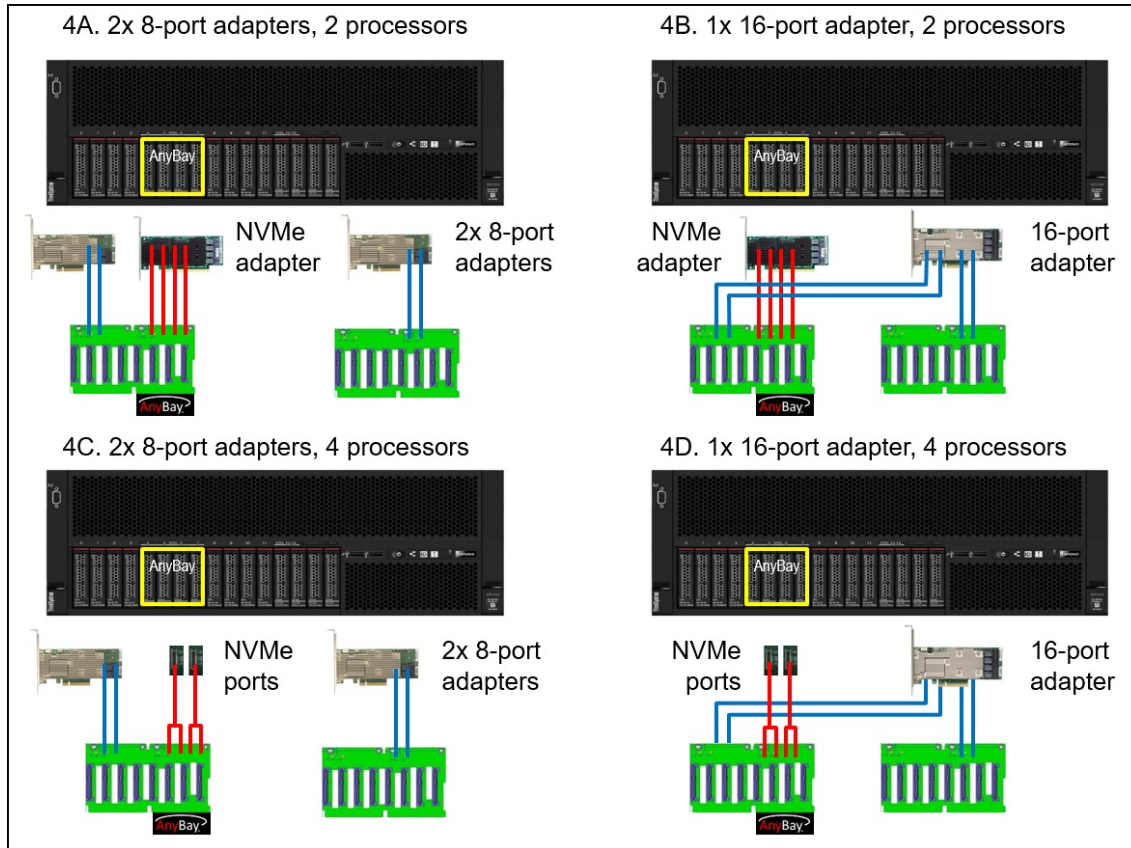 4A. 2x 8-port adapters, 2 processors
AnyBay
NVMe
adapter
2x 8-port
adapters
AnyBay
4B. 1x 16-port adapter, 2 processors
AnyBay
NVMe
adapter
16-port
adapter
AnyBay
4C. 2x 8-port adapters, 4 processors
AnyBay
NVMe
ports
2x 8-port
adapters
AnyBay
4D. 1x 16-port adapter, 4 processors
AnyBay
NVMe
ports
16-port
adapter
AnyBay